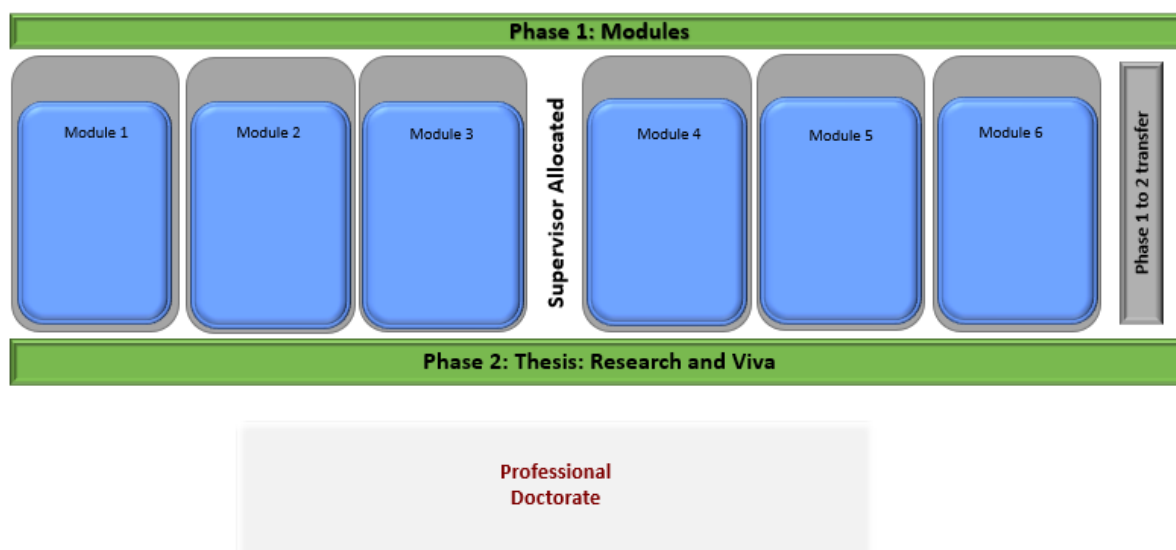 Phase 1: Modules
Module 1
Module 2
Module 3
Supervisor Allocated
Module 4
Module 5
Module 6
Phase 1 to 2 transfer
Phase 2: Thesis: Research and Viva
Professional
Doctorate